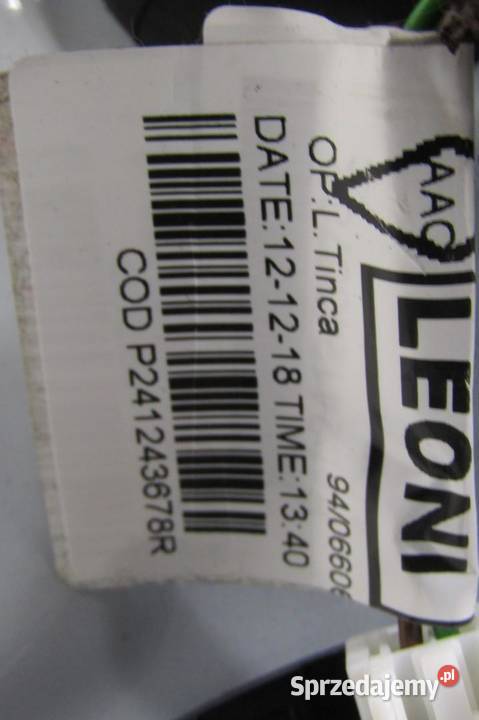 AAC
LEONI
94/0660
OP.:L. Tinca
DATE:12-12-18 TIME:13:40
COD P241243678R
Sprzedajemy.pl